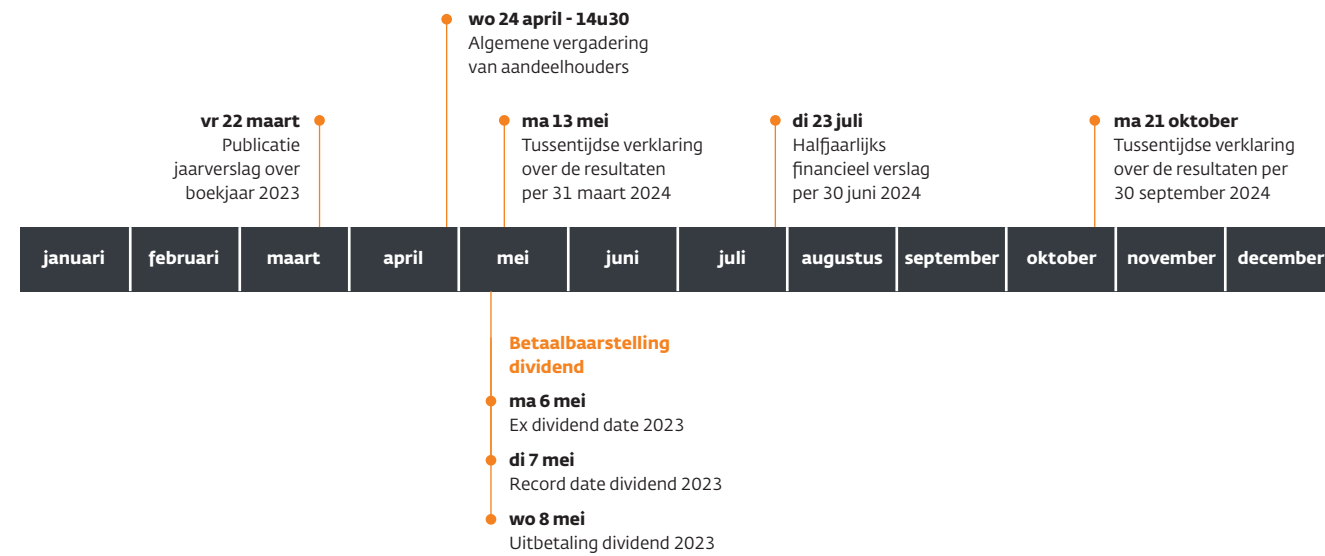 wo 24 april - 14u30
Algemene vergadering
van aandeelhouders
vr 22 maart
Publicatie
jaarverslag over
boekjaar 2023
ma 13 mei
Tussentijdse verklaring
over de resultaten
per 31 maart 2024
di 23 juli
Halfjaarlijks
financieel verslag
per 30 juni 2024
ma 21 oktober
Tussentijdse verklaring
over de resultaten per
30 september 2024
januari februari maart april mei juni juli augustus september oktober november december
Betaalbaarstelling
dividend
ma 6 mei
Ex dividend date 2023
di 7 mei
Record date dividend 2023
wo 8 mei
Uitbetaling dividend 2023